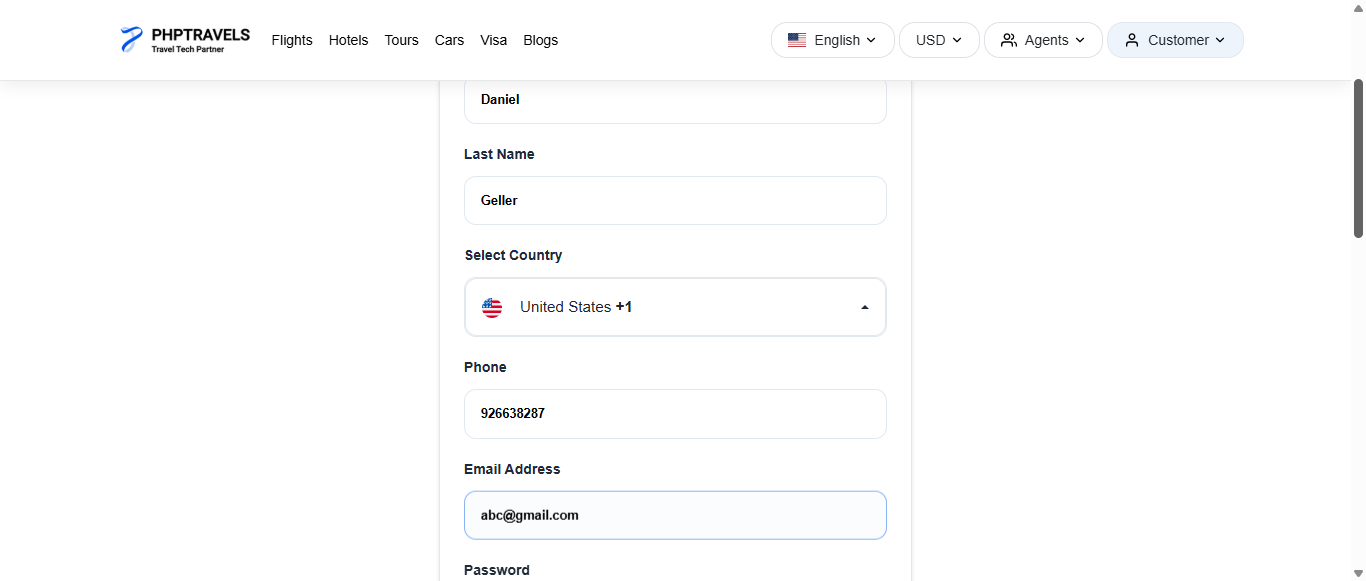 PHPTRAVELS
Travel Tech Partner
Flights Hotels Tours Cars Visa Blogs
English USD Agents Customer
Daniel
Last Name
Geller
Select Country
United States +1
Phone
926638287
Email Address
abc@gmail.com
Password